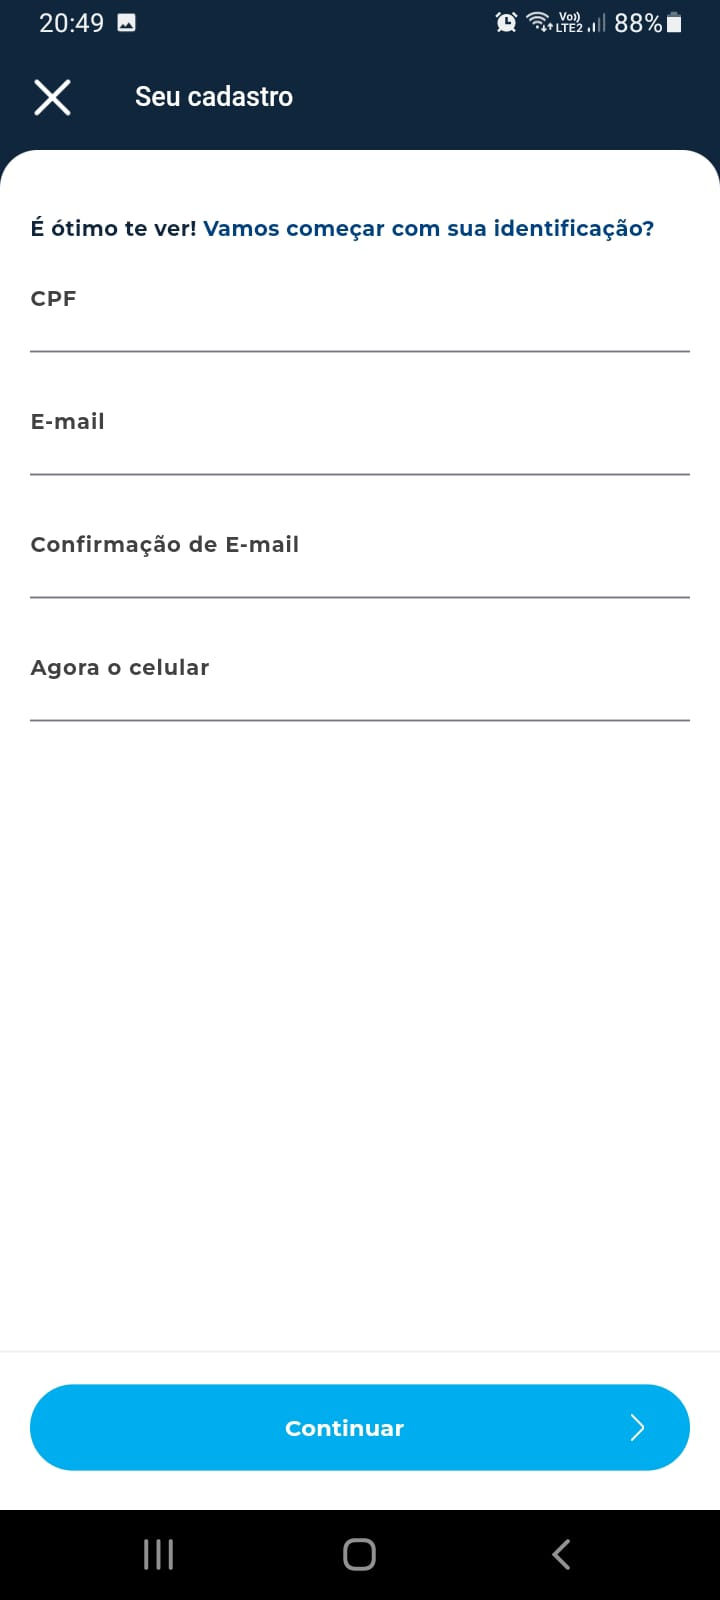 20:49 Vo)) LTE2 88%
Seu cadastro
É ótimo te ver! Vamos começar com sua identificação?
CPF
E-mail
Confirmação de E-mail
Agora o celular
Continuar